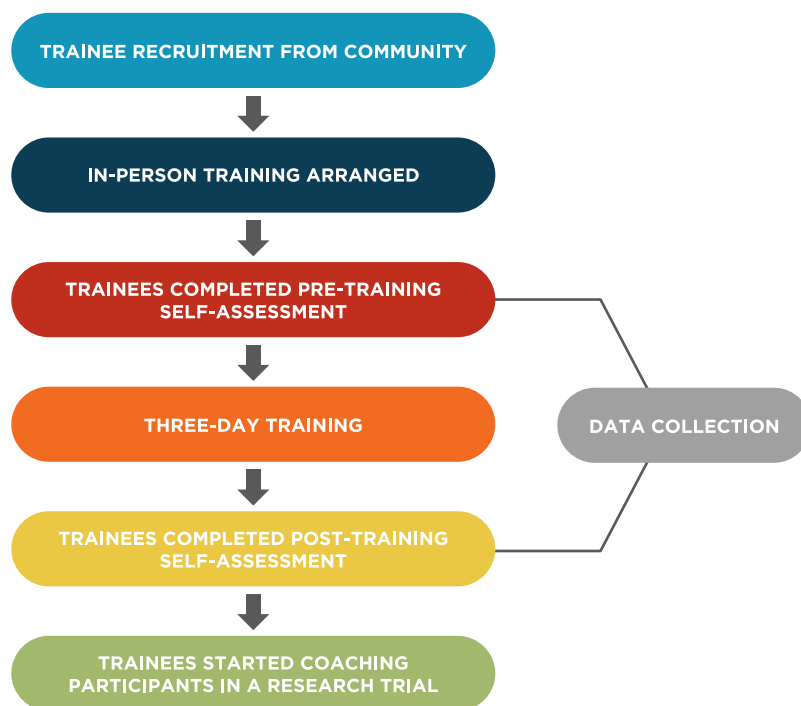 TRAINEE RECRUITMENT FROM COMMUNITY
IN-PERSON TRAINING ARRANGED
TRAINEES COMPLETED PRE-TRAINING
SELF-ASSESSMENT
THREE-DAY TRAINING
DATA COLLECTION
TRAINEES COMPLETED POST-TRAINING
SELF-ASSESSMENT
TRAINEES STARTED COACHING
PARTICIPANTS IN A RESEARCH TRIAL